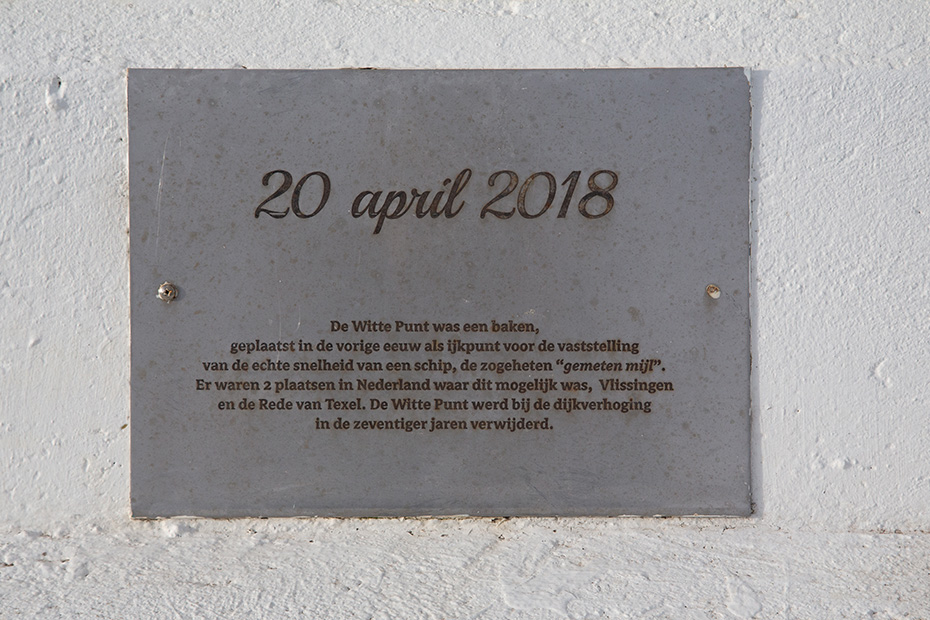 20 april 2018
De Witte Punt was een baken,
geplaatst in de vorige eeuw als ijkpunt voor de vaststelling
van de echte snelheid van een schip, de zogeheten “gemeten mijl”.
Er waren 2 plaatsen in Nederland waar dit mogelijk was, Vlissingen
en de Rede van Texel. De Witte Punt werd bij de dijkverhoging
in de zeventiger jaren verwijderd.